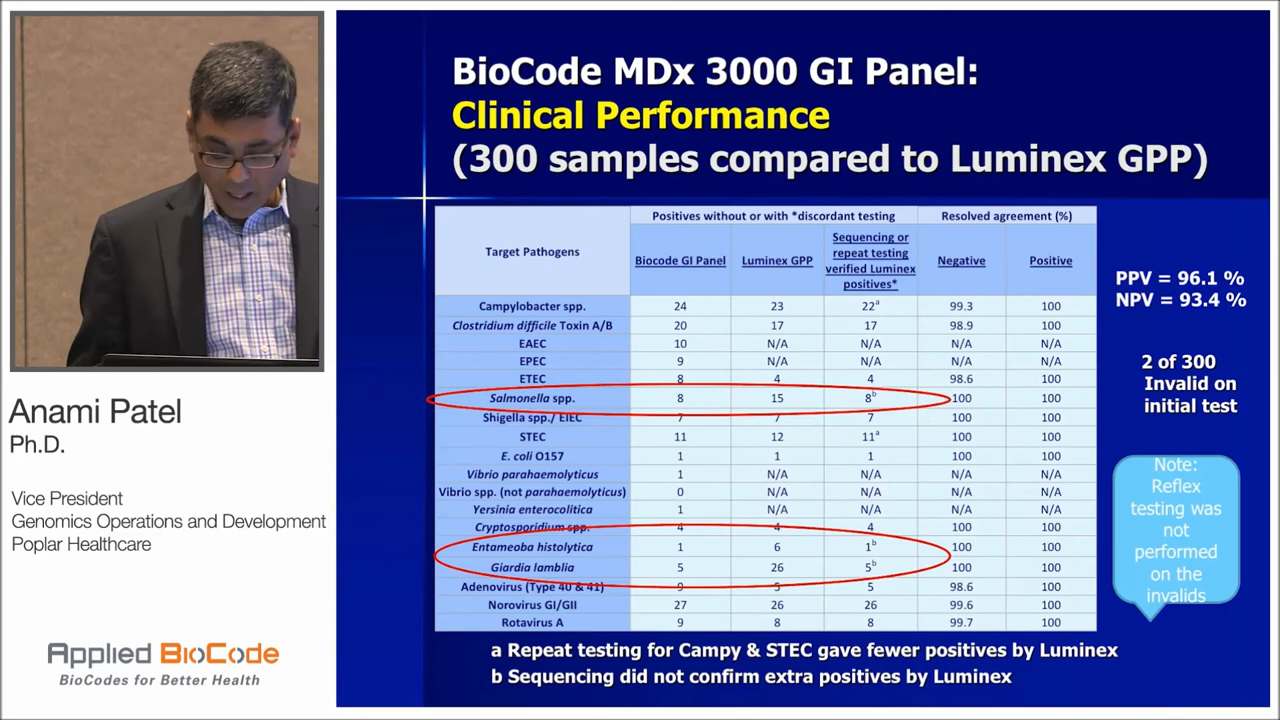 BioCode MDx 3000 GI Panel:
Clinical Performance
(300 samples compared to Luminex GPP)
Target Pathogens
Positives without or with *discordant testing
Resolved agreement (%)
Biocode GI Panel
Luminex GPP
Sequencing or
repeat testing
verified Luminex
positives*
Negative
Positive
Campylobacter spp. 24 23 22a 99.3 100
Clostridium difficile Toxin A/B 20 17 17 98.9 100
EAEC 10 N/A N/A N/A N/A
EPEC 9 N/A N/A N/A N/A
ETEC 8 4 4 98.6 100
Salmonella spp. 8 15 8b 100 100
Shigella spp./ EIEC 7 7 7 100 100
STEC 11 12 11a 100 100
E. coli O157 1 1 1 100 100
Vibrio parahaemolyticus 1 N/A N/A N/A N/A
Vibrio spp. (not parahaemolyticus) 0 N/A N/A N/A N/A
Yersinia enterocolitica 1 N/A N/A N/A N/A
Cryptosporidium spp. 4 4 4 100 100
Entameoba histolytica 1 6 1b 100 100
Giardia lamblia 5 26 5b 100 100
Adenovirus (Type 40 & 41) 9 5 5 98.6 100
Norovirus GI/GII 27 26 26 99.6 100
Rotavirus A 9 8 8 99.7 100
a Repeat testing for Campy & STEC gave fewer positives by Luminex
b Sequencing did not confirm extra positives by Luminex
PPV = 96.1 %
NPV = 93.4 %
2 of 300
Invalid on
initial test
Note:
Reflex
testing was
not
performed
on the
invalids
Anami Patel
Ph.D.
Vice President
Genomics Operations and Development
Poplar Healthcare
Applied BioCode
BioCodes for Better Health